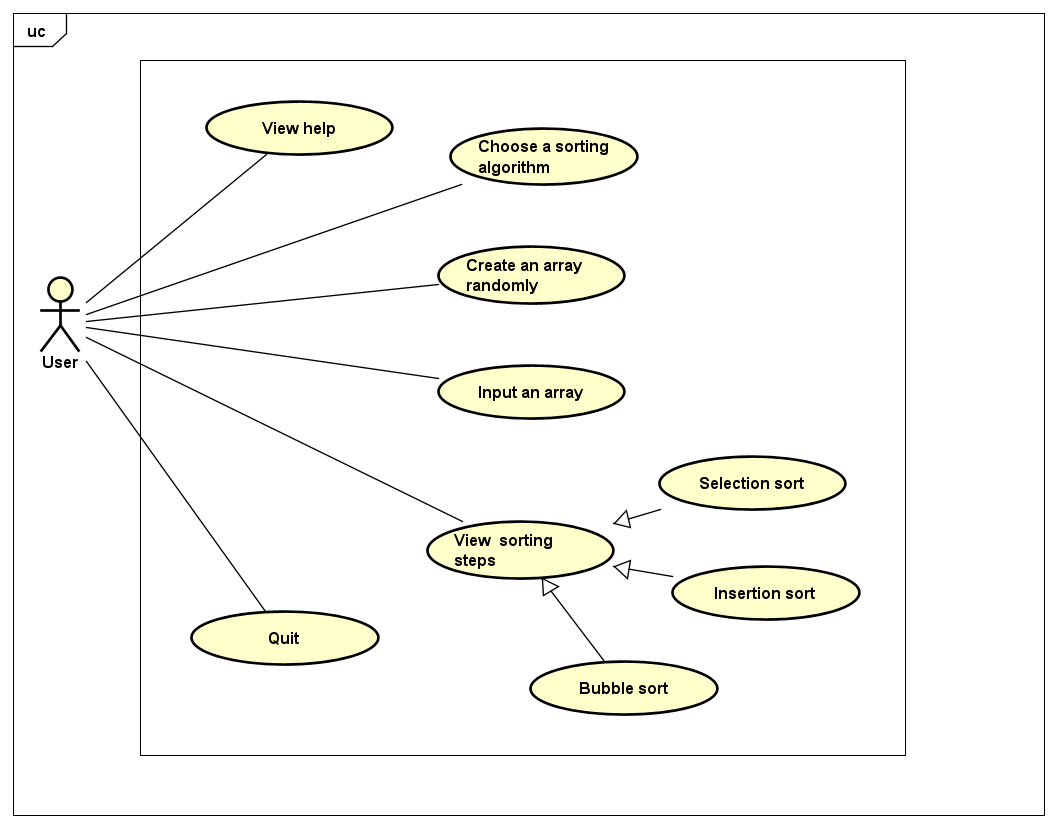 uc
View help
Choose a sorting
algorithm
Create an array
randomly
User
Input an array
Selection sort
View sorting
steps
Insertion sort
Quit
Bubble sort